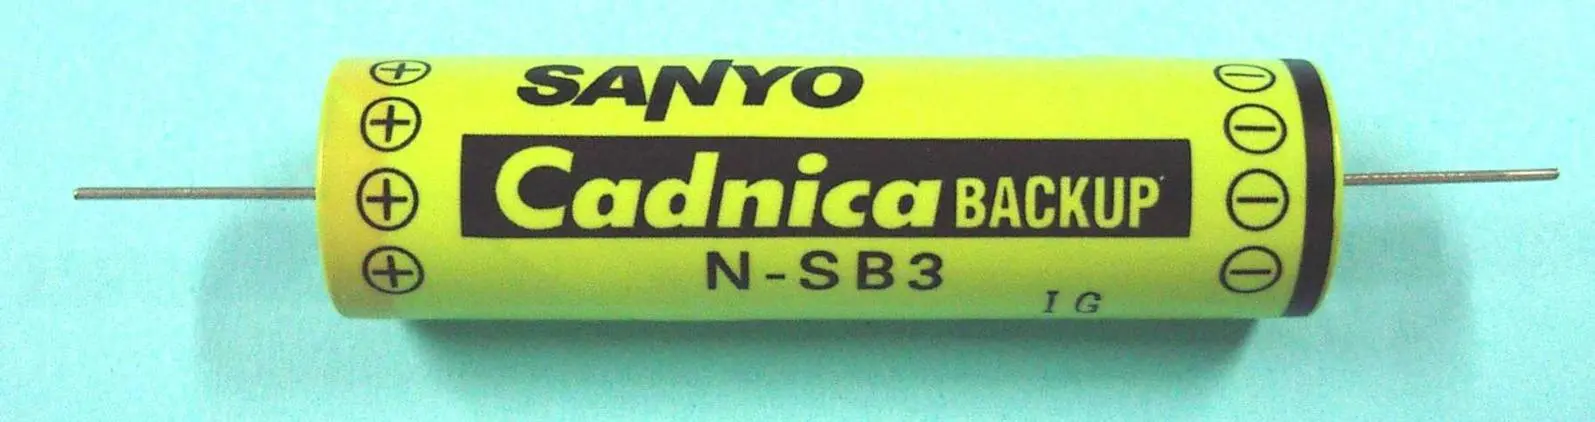 SANYO
Cadnica BACKUP
N-SB3
IG